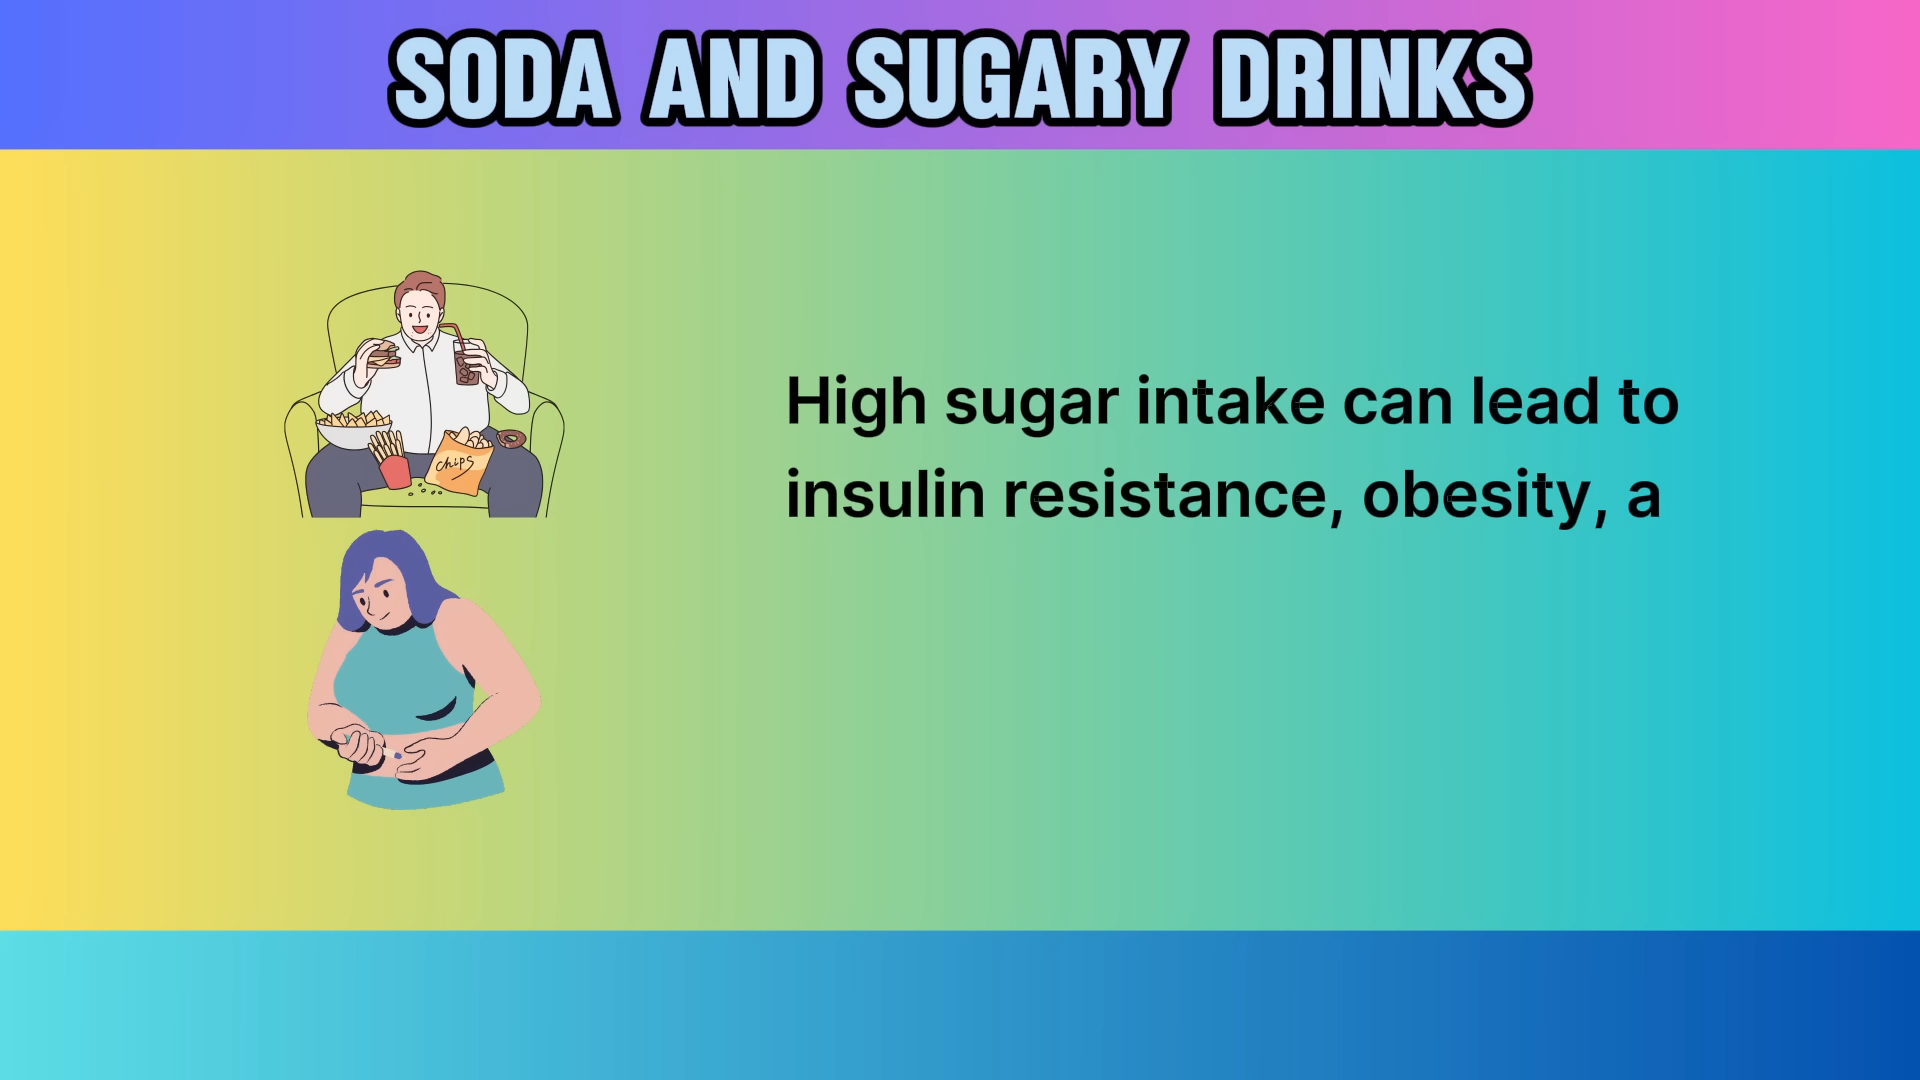 SODA AND SUGARY DRINKS
chips
High sugar intake can lead to
insulin resistance, obesity, a